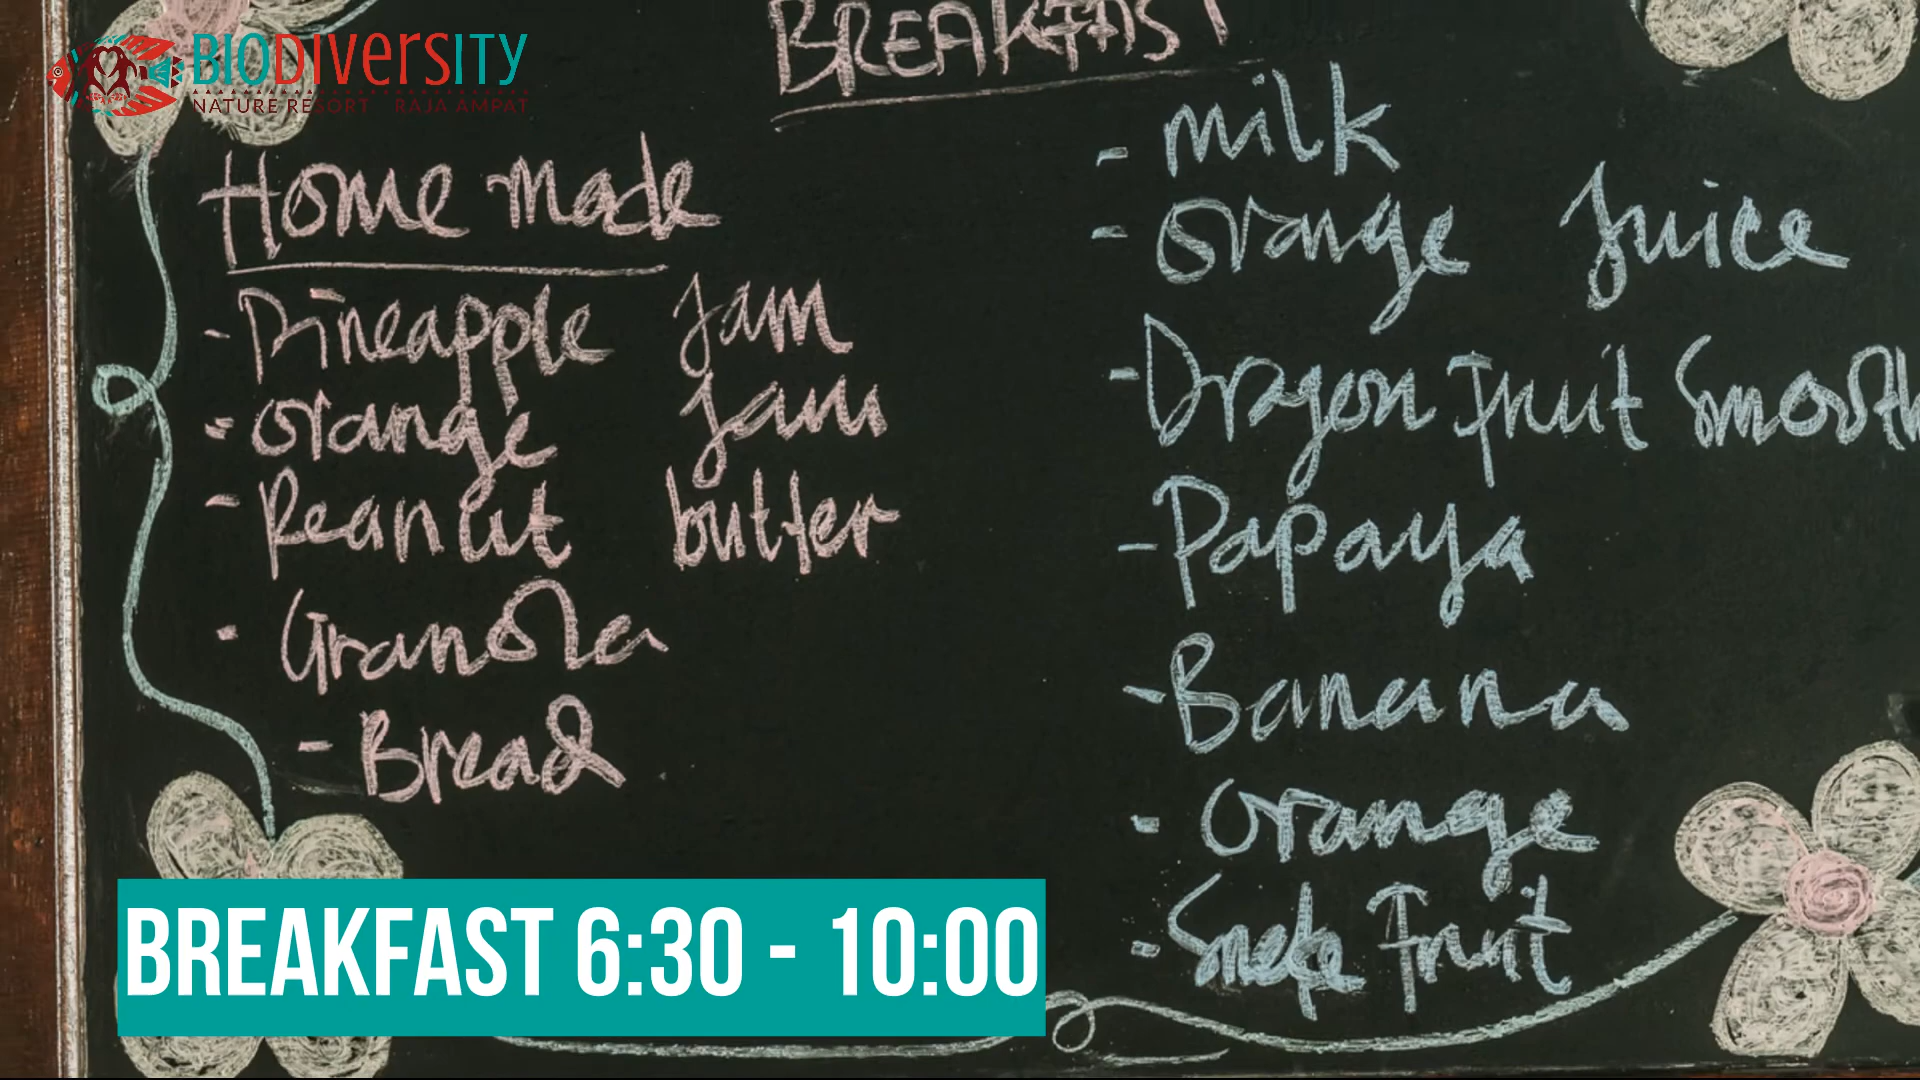 BIODiversITY
NATURE RESORT RAJA AMPAT
BREAKFAST
Home made
- Pineapple Jam
- orange Jam
- Peanut butter
- Granola
- Bread
- milk
- orange Juice
- Dragon Fruit Smooth
- Papaya
- Banana
- orange
- Snake Fruit
BREAKFAST 6:30 - 10:00